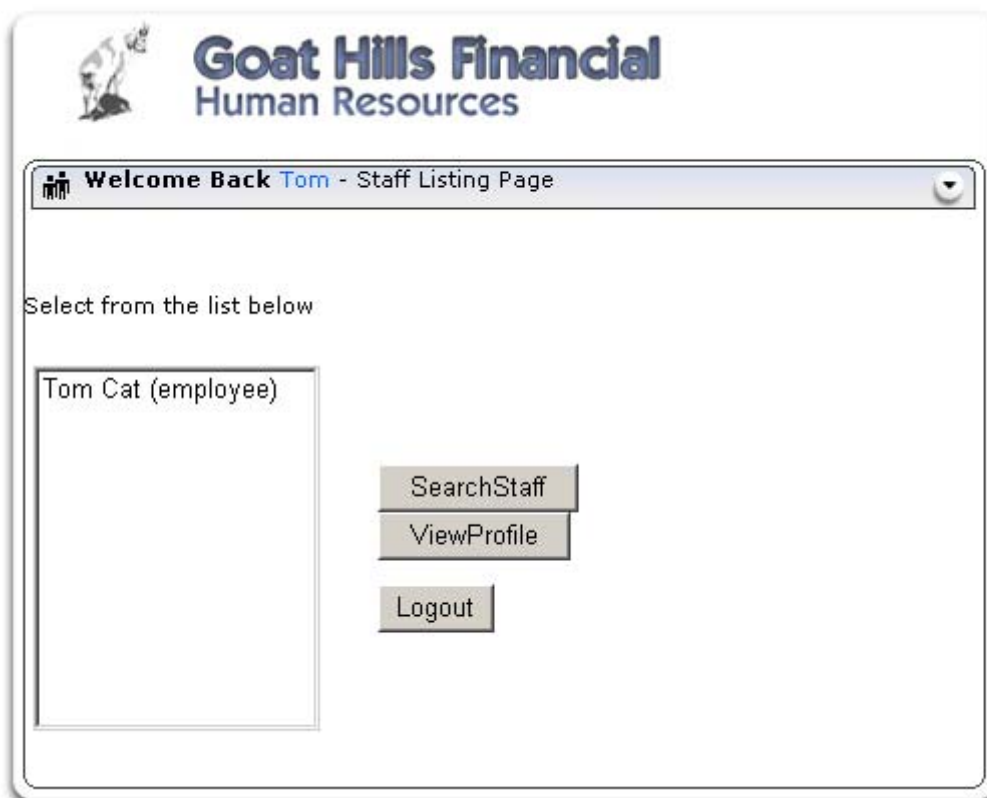 Goat Hills Financial
Human Resources
Welcome Back Tom - Staff Listing Page
Select from the list below
Tom Cat (employee)
SearchStaff
ViewProfile
Logout